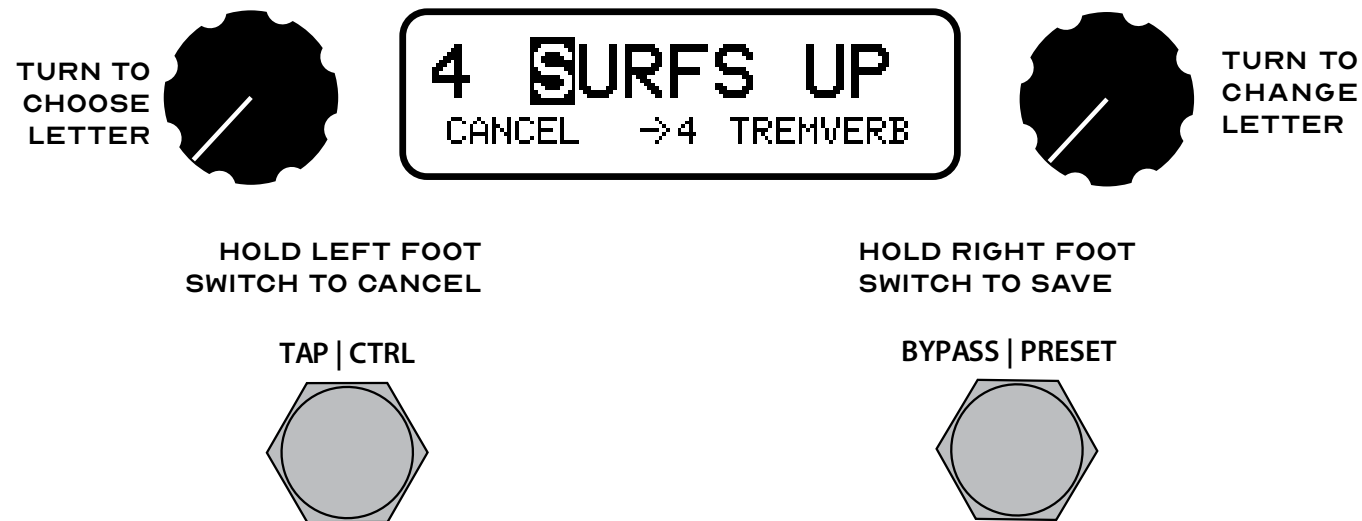 TURN TO
CHOOSE
LETTER
4 SURFS UP
CANCEL →4 TREMVERB
TURN TO
CHANGE
LETTER
HOLD LEFT FOOT
SWITCH TO CANCEL
HOLD RIGHT FOOT
SWITCH TO SAVE
TAP | CTRL
BYPASS | PRESET